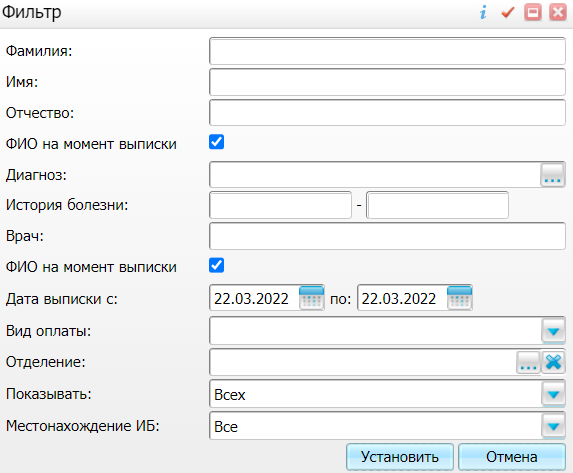 Фильтр
Фамилия:
Имя:
Отчество:
ФИО на момент выписки
Диагноз: ...
История болезни: -
Врач:
ФИО на момент выписки
Дата выписки с: 22.03.2022 по: 22.03.2022
Вид оплаты:
Отделение: ...
Показывать: Всех
Местонахождение ИБ: Все
Установить Отмена